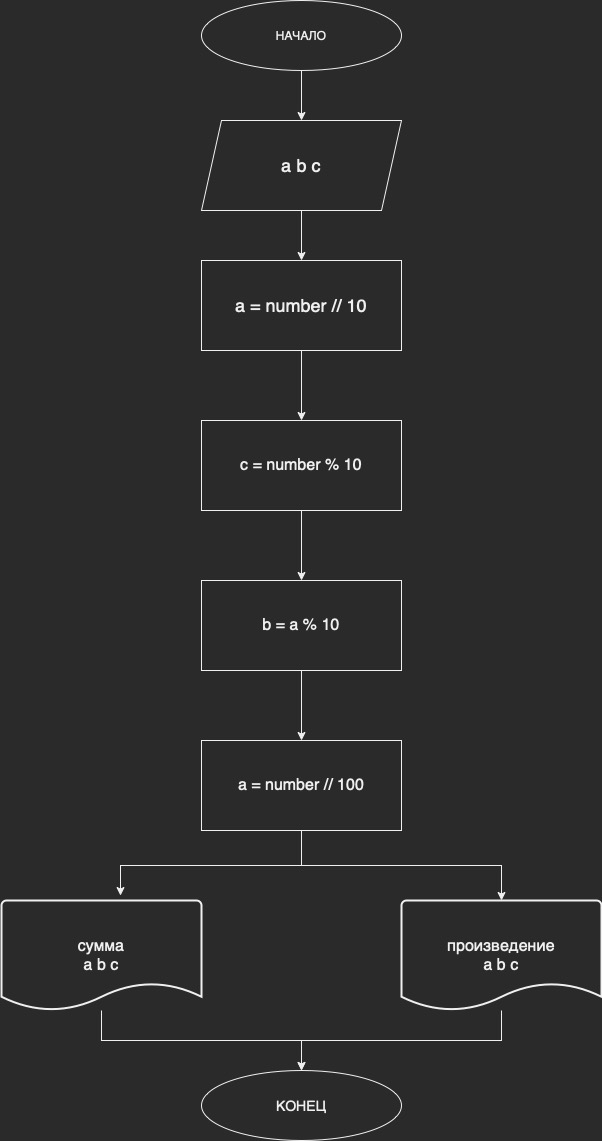 НАЧАЛО
a b c
a = number // 10
c = number % 10
b = a % 10
a = number // 100
сумма
a b c
произведение
a b c
КОНЕЦ